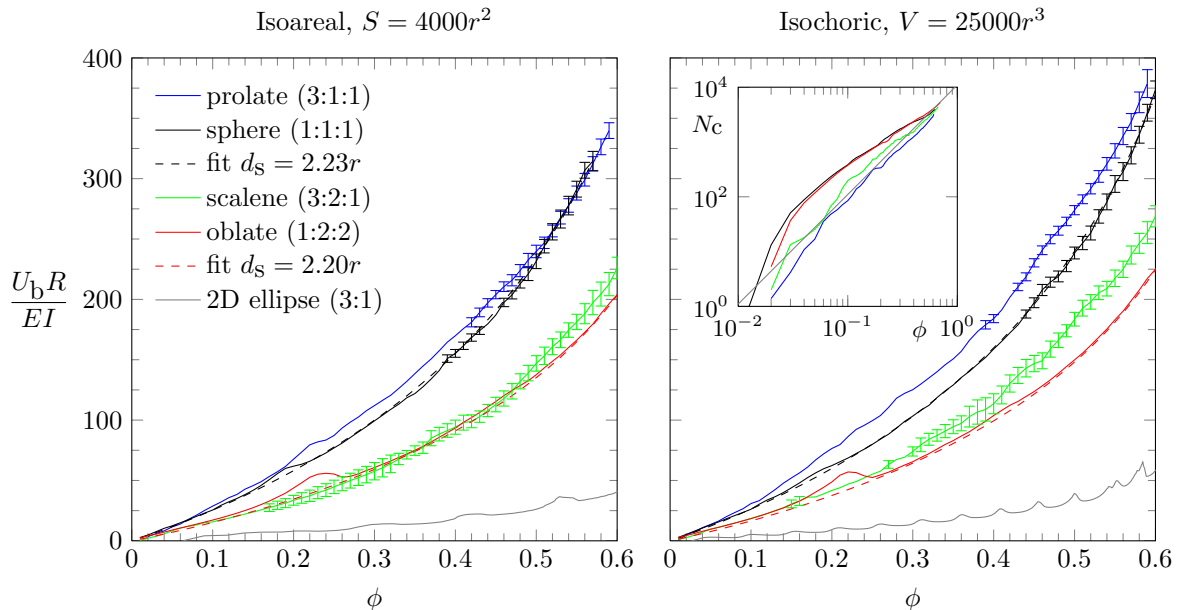 Isoareal, S = 4000r²
Isochoric, V = 25000r³
U_b R
EI
400
300
200
100
0
prolate (3:1:1)
sphere (1:1:1)
fit d_s = 2.23r
scalene (3:2:1)
oblate (1:2:2)
fit d_s = 2.20r
2D ellipse (3:1)
0 0.1 0.2 0.3 0.4 0.5 0.6
ϕ
N_c
10⁴
10²
10⁰
10⁻² 10⁻¹ ϕ 10⁰
0 0.1 0.2 0.3 0.4 0.5 0.6
ϕ